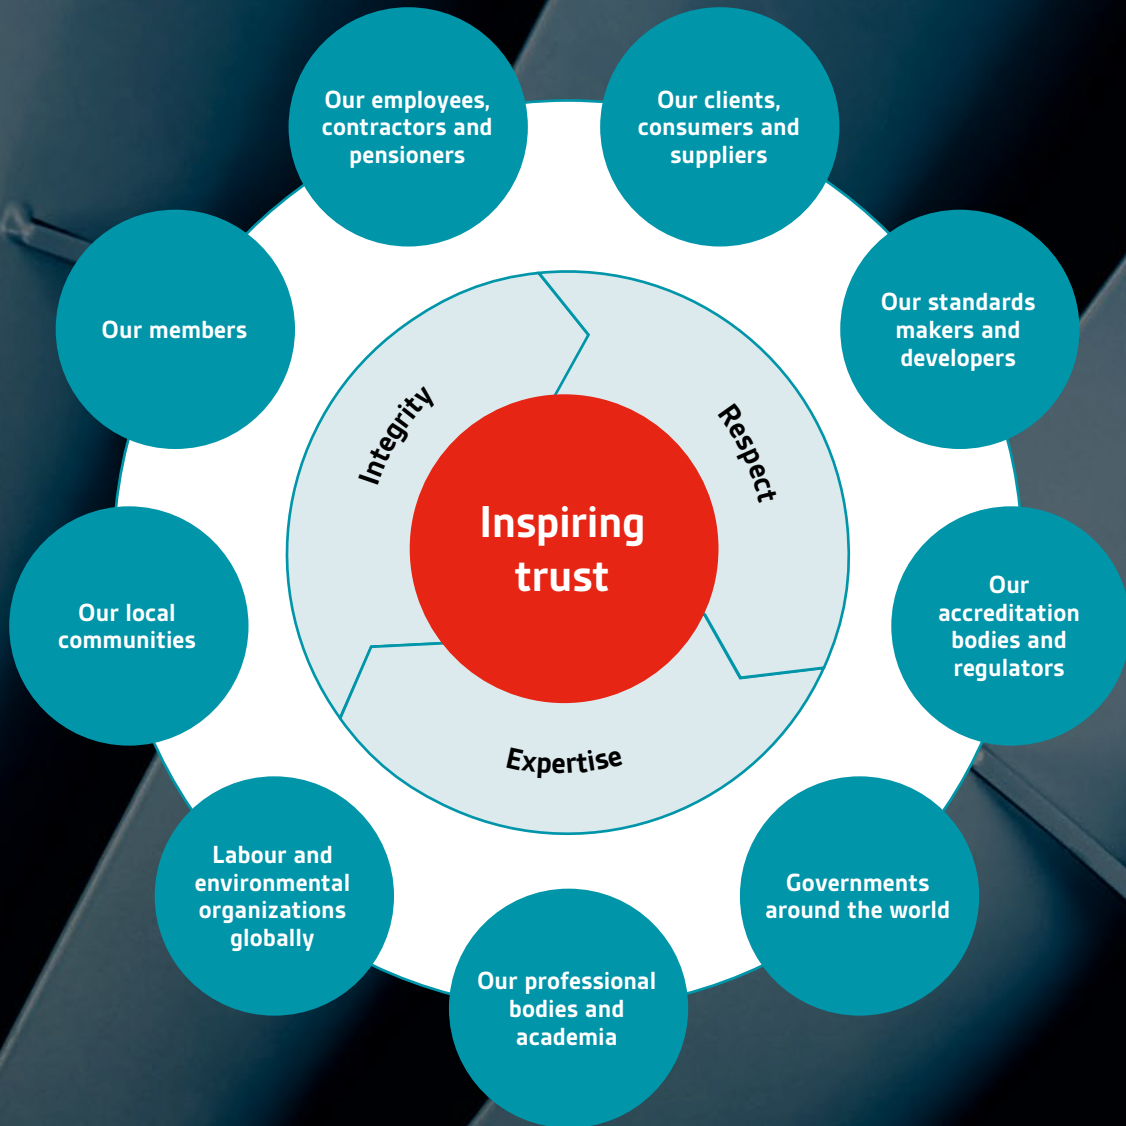 Our employees,
contractors and
pensioners
Our clients,
consumers and
suppliers
Our members
Our standards
makers and
developers
Integrity
Respect
Inspiring
trust
Our local
communities
Our
accreditation
bodies and
regulators
Expertise
Labour and
environmental
organizations
globally
Governments
around the world
Our professional
bodies and
academia